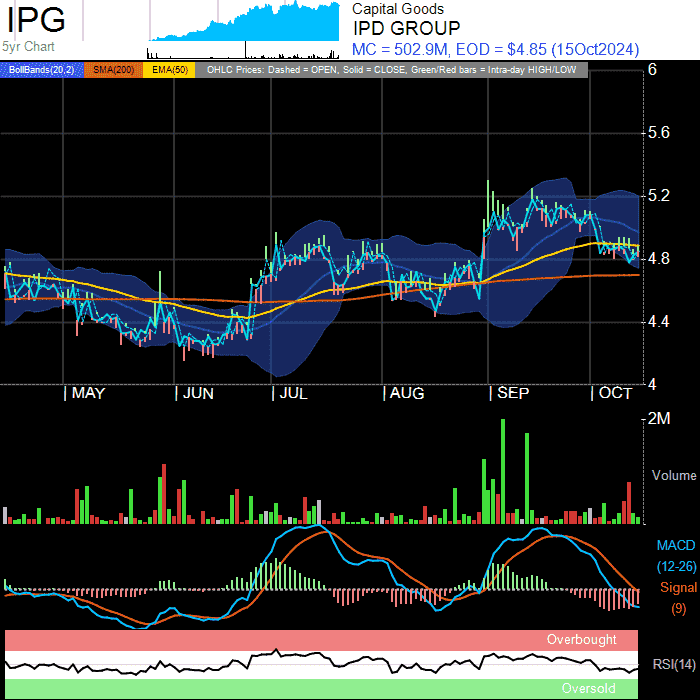 IPG
5yr Chart
Capital Goods
IPD GROUP
MC = 502.9M, EOD = $4.85 (15Oct2024)
BollBands(20,2) SMA(200) EMA(50) OHLC Prices: Dashed = OPEN, Solid = CLOSE, Green/Red bars = Intra-day HIGH/LOW
6
5.6
5.2
4.8
4.4
4
| MAY | JUN | JUL | AUG | SEP | OCT
2M
Volume
MACD
(12-26)
Signal
(9)
Overbought
RSI(14)
Oversold